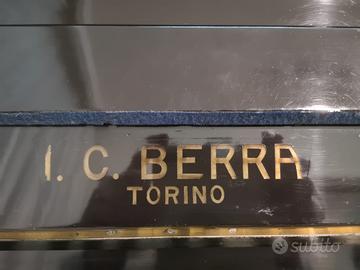 I. C. BERRA
TORINO
subito